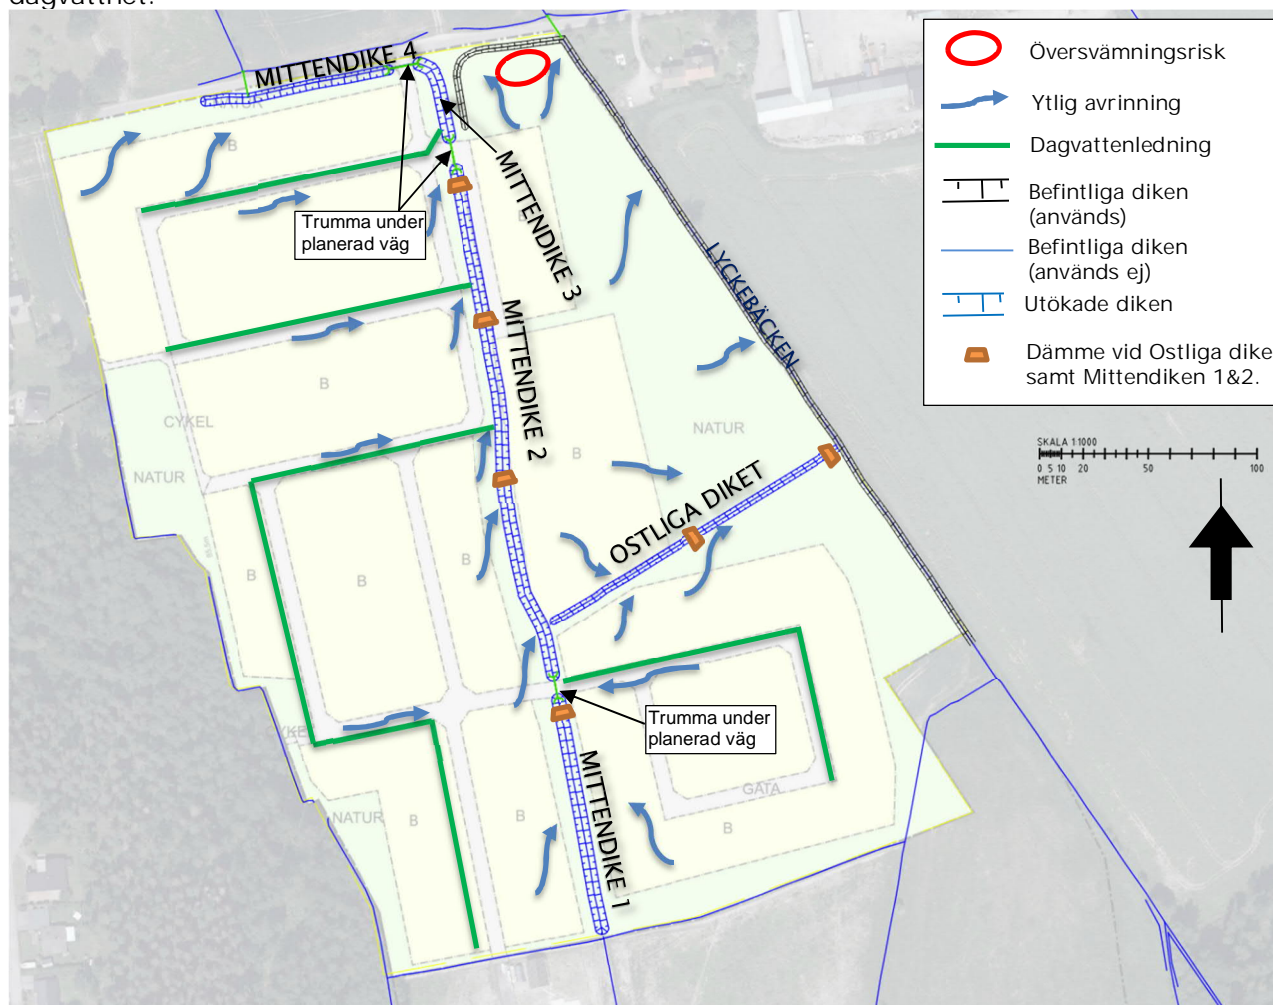 dagvattnet.
MITTENDIKE 4
NATUR
B
Trumma under
planerad väg
MITTENDIKE 3
B
LYCKEBÄCKEN
MITTENDIKE 2
B
CYKEL
NATUR
NATUR
B
OSTLIGA DIKET
B
B
B
Trumma under
planerad väg
MITTENDIKE 1
GATA
NATUR
B
B
B
Översvämningsrisk
Ytlig avrinning
Dagvattenledning
Befintliga diken
(används)
Befintliga diken
(används ej)
Utökade diken
Dämme vid Ostliga dike
samt Mittendiken 1&2.
SKALA 1:1000
0 5 10 20 50 100
METER